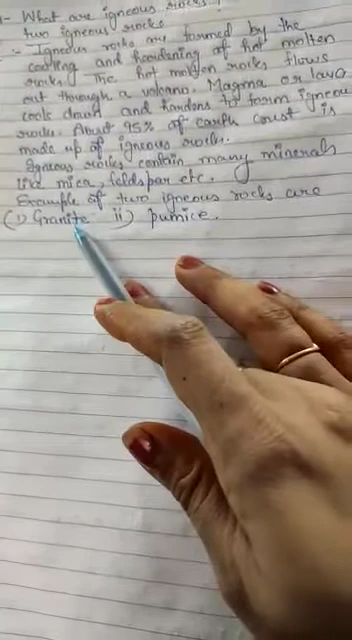 - What are igneous rocks?
two igneous rocks
:- Igneous rocks are formed by the
cooling and hardening of hot molten
rocks. The hot molten rocks flows
out through a volcano. Magma or lava
cools down and hardens to form igneous
rocks. About 95% of earth crust is
made up of igneous rocks.
Igneous rocks contain many minerals
like mica, feldspar etc.
Example of two igneous rocks are
(i) Granite ii) pumice.